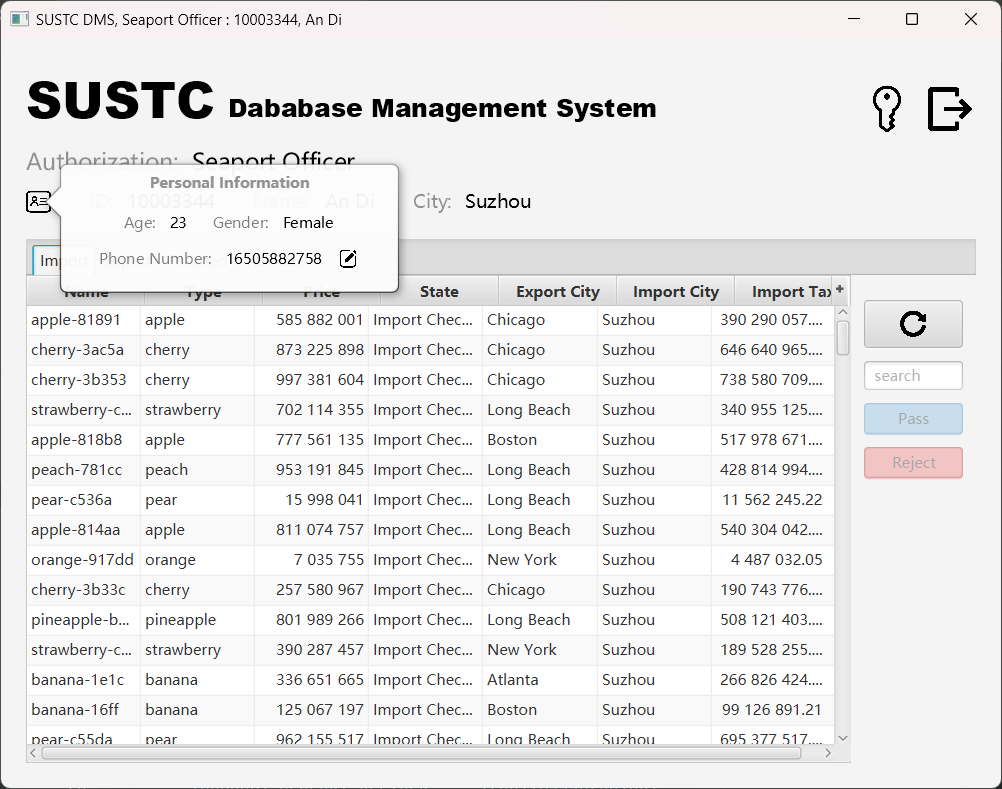 SUSTC DMS, Seaport Officer : 10003344, An Di
SUSTC Dababase Management System
Authorization: Seaport Officer
ID: 10003344 Name: An Di City: Suzhou
Personal Information
Age: 23 Gender: Female
Phone Number: 16505882758
Import
Name Type Price State Export City Import City Import Tax +
apple-81891 apple 585 882 001 Import Chec... Chicago Suzhou 390 290 057....
cherry-3ac5a cherry 873 225 898 Import Chec... Chicago Suzhou 646 640 965....
cherry-3b353 cherry 997 381 604 Import Chec... Chicago Suzhou 738 580 709....
strawberry-c... strawberry 702 114 355 Import Chec... Long Beach Suzhou 340 955 125....
apple-818b8 apple 777 561 135 Import Chec... Boston Suzhou 517 978 671....
peach-781cc peach 953 191 845 Import Chec... Long Beach Suzhou 428 814 994....
pear-c536a pear 15 998 041 Import Chec... Long Beach Suzhou 11 562 245.22
apple-814aa apple 811 074 757 Import Chec... Long Beach Suzhou 540 304 042....
orange-917dd orange 7 035 755 Import Chec... New York Suzhou 4 487 032.05
cherry-3b33c cherry 257 580 967 Import Chec... Chicago Suzhou 190 743 776....
pineapple-b... pineapple 801 989 266 Import Chec... Long Beach Suzhou 508 121 403....
strawberry-c... strawberry 390 287 457 Import Chec... New York Suzhou 189 528 255....
banana-1e1c banana 336 651 665 Import Chec... Atlanta Suzhou 266 826 424....
banana-16ff banana 125 067 197 Import Chec... Boston Suzhou 99 126 891.21
pear-c55da pear 962 155 517 Import Chec... Long Beach Suzhou 695 377 517....
search
Pass
Reject